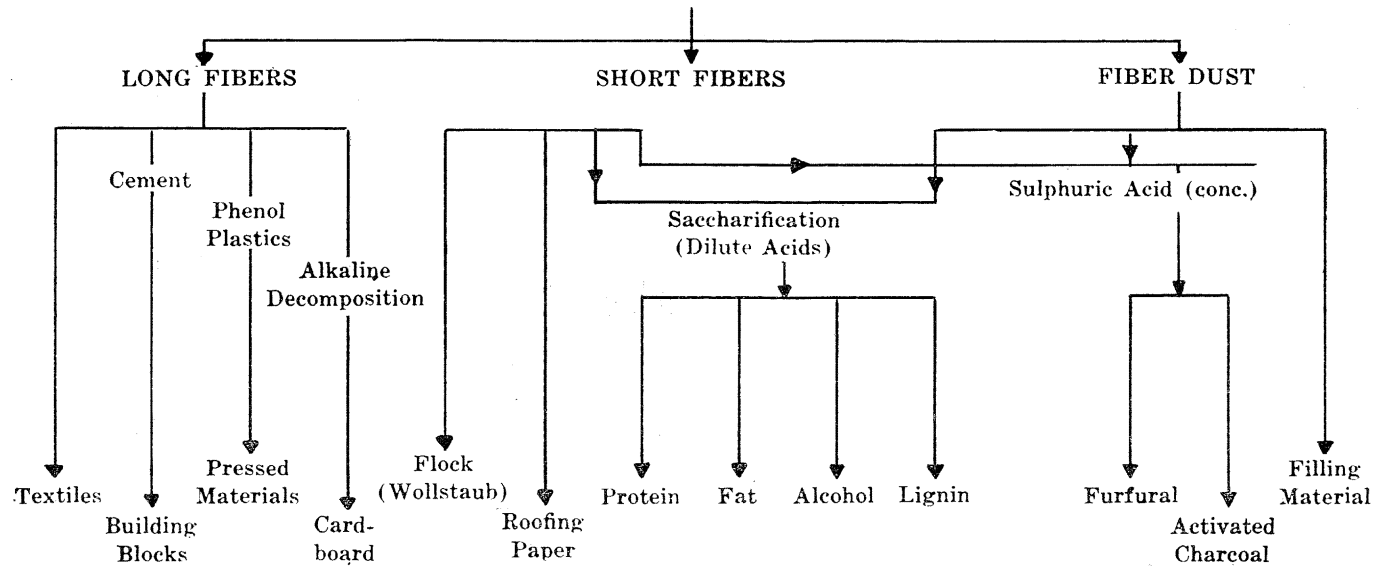 LONG FIBERS
SHORT FIBERS
FIBER DUST
Cement
Phenol
Plastics
Alkaline
Decomposition
Saccharification
(Dilute Acids)
Sulphuric Acid (conc.)
Textiles
Building
Blocks
Pressed
Materials
Card-
board
Flock
(Wollstaub)
Roofing
Paper
Protein
Fat
Alcohol
Lignin
Furfural
Activated
Charcoal
Filling
Material